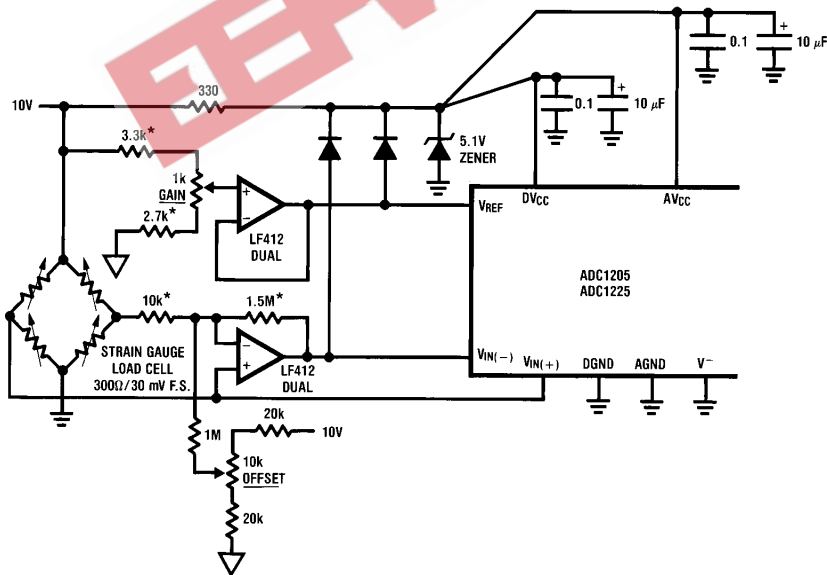 0.1
10 μF
330
10V
0.1
10 μF
3.3k*
5.1V
ZENER
1k
GAIN
DVCC
AVCC
2.7k*
VREF
LF412
DUAL
ADC1205
ADC1225
10k*
1.5M*
STRAIN GAUGE
LOAD CELL
300Ω/30 mV F.S.
LF412
DUAL
VIN(−)
VIN(+)
DGND
AGND
V−
20k
10V
1M
10k
OFFSET
20k